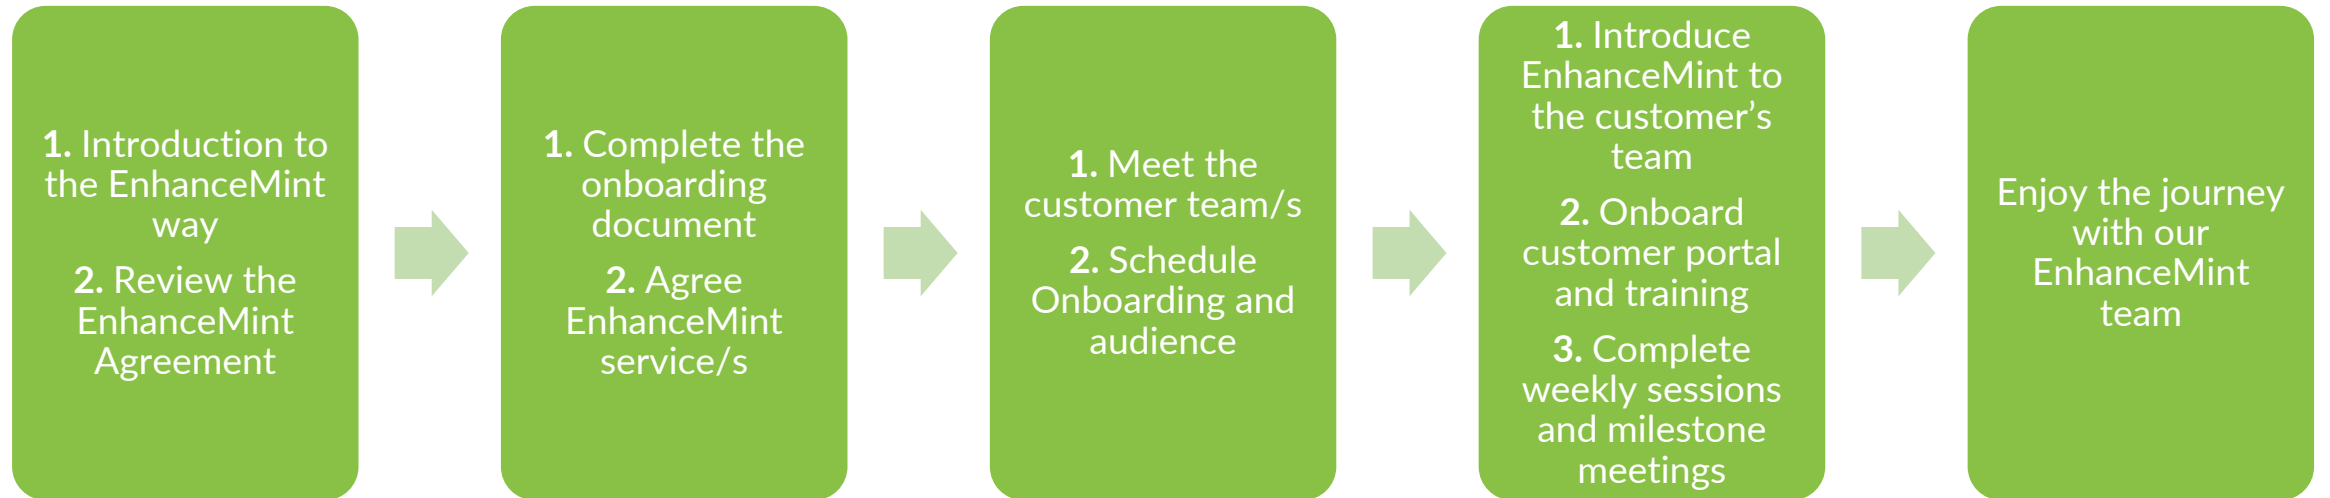 1. Introduction to
the EnhanceMint
way
2. Review the
EnhanceMint
Agreement
1. Complete the
onboarding
document
2. Agree
EnhanceMint
service/s
1. Meet the
customer team/s
2. Schedule
Onboarding and
audience
1. Introduce
EnhanceMint to
the customer’s
team
2. Onboard
customer portal
and training
3. Complete
weekly sessions
and milestone
meetings
Enjoy the journey
with our
EnhanceMint
team